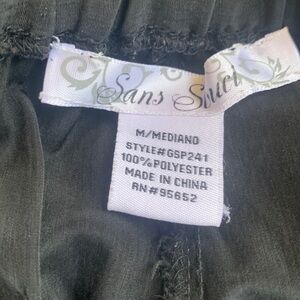 Sans Souci
M/MEDIANO
STYLE#GSP241
100%POLYESTER
MADE IN CHINA
RN#95652